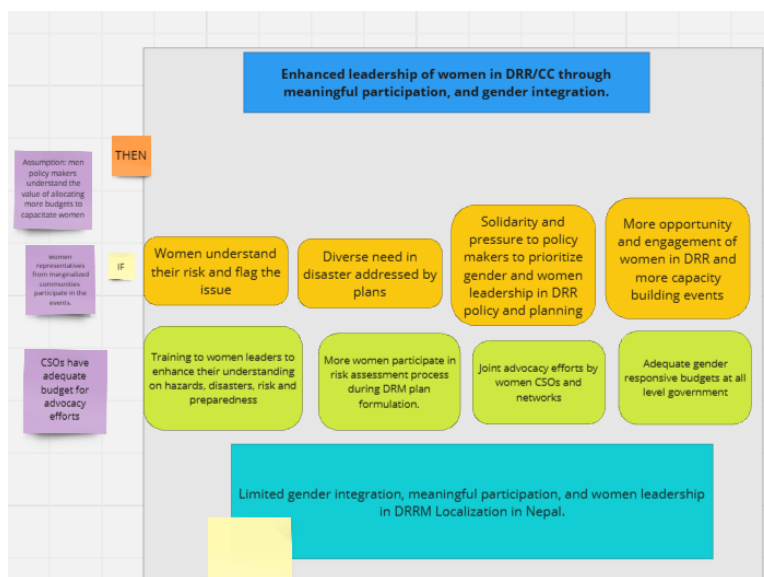 Enhanced leadership of women in DRR/CC through
meaningful participation, and gender integration.
THEN
Assumption: men
policy makers
understand the
value of allocating
more budgets to
capacitate women
women
representatives
from marginalized
communities
participate in the
events.
IF
Women understand
their risk and flag the
issue
Diverse need in
disaster addressed by
plans
Solidarity and
pressure to policy
makers to prioritize
gender and women
leadership in DRR
policy and planning
More opportunity
and engagement of
women in DRR and
more capacity
building events
CSOs have
adequate
budget for
advocacy
efforts
Training to women leaders to
enhance their understanding
on hazards, disasters, risk and
preparedness
More women participate in
risk assessment process
during DRM plan
formulation.
Joint advocacy efforts by
women CSOs and
networks
Adequate gender
responsive budgets at all
level government
Limited gender integration, meaningful participation, and women leadership
in DRRM Localization in Nepal.